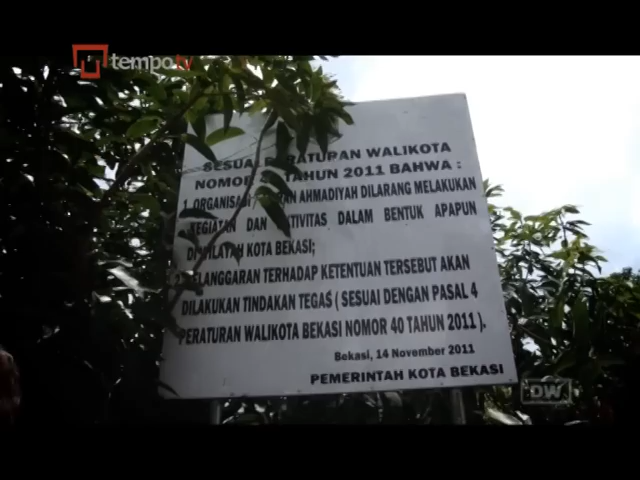 tempotv
SESUAI PERATURAN WALIKOTA
NOMOR TAHUN 2011 BAHWA :
1. ORGANISASI AHMADIYAH DILARANG MELAKUKAN
KEGIATAN DAN AKTIVITAS DALAM BENTUK APAPUN
DI WILAYAH KOTA BEKASI;
2. PELANGGARAN TERHADAP KETENTUAN TERSEBUT AKAN
DILAKUKAN TINDAKAN TEGAS ( SESUAI DENGAN PASAL 4
PERATURAN WALIKOTA BEKASI NOMOR 40 TAHUN 2011 ).
Bekasi, 14 November 2011
PEMERINTAH KOTA BEKASI
DW